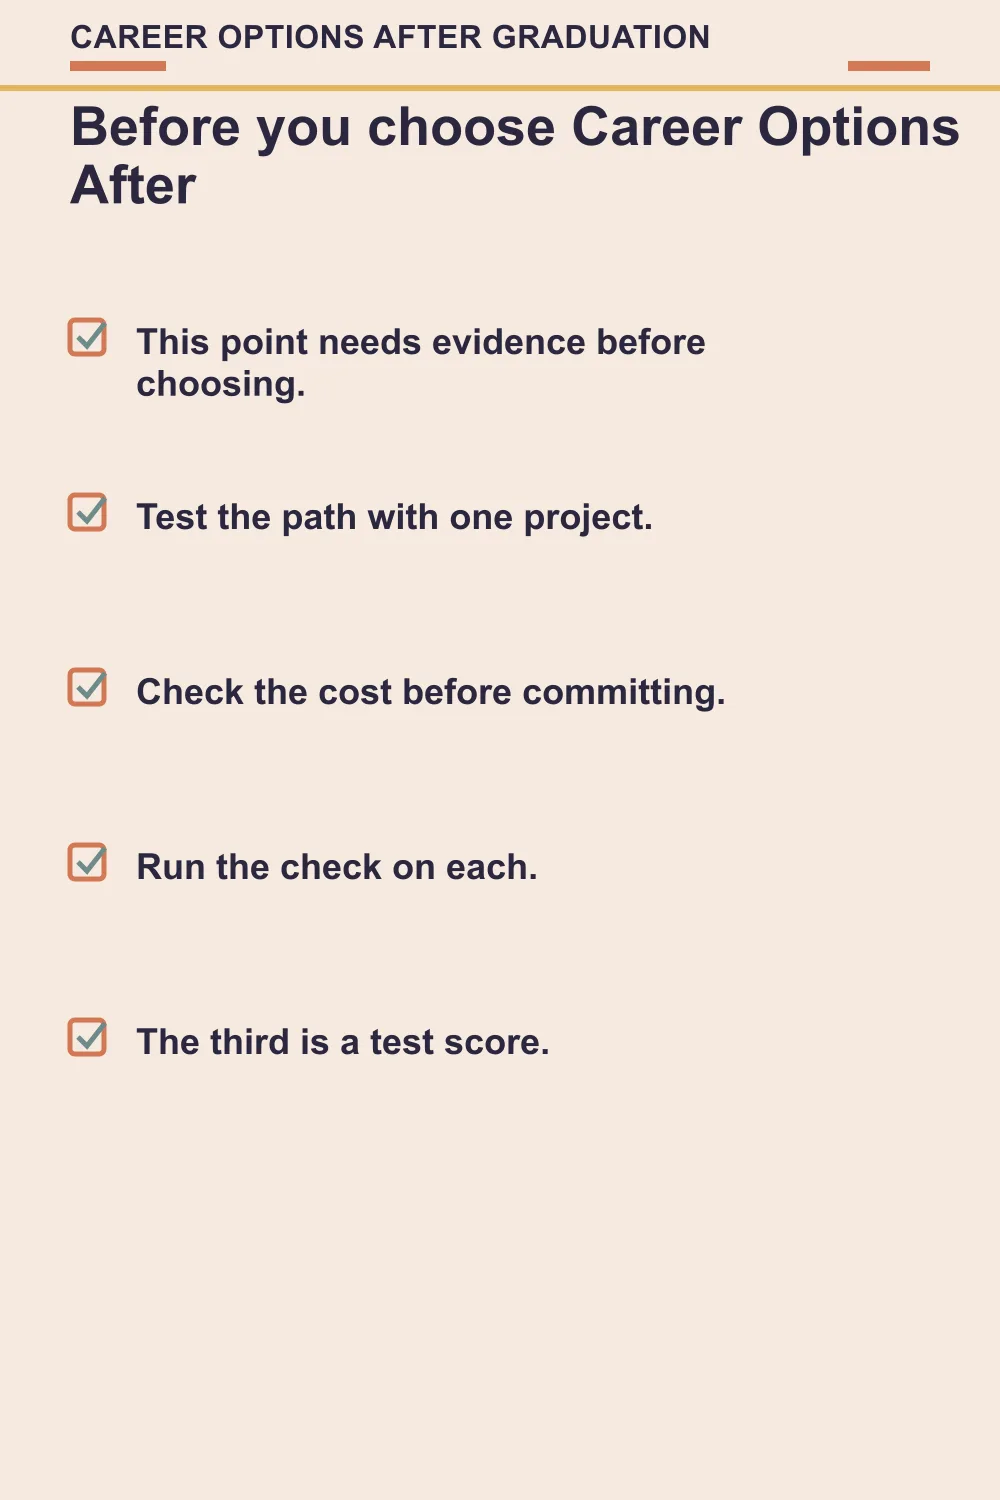 CAREER OPTIONS AFTER GRADUATION
Before you choose Career Options
After
This point needs evidence before
choosing.
Test the path with one project.
Check the cost before committing.
Run the check on each.
The third is a test score.